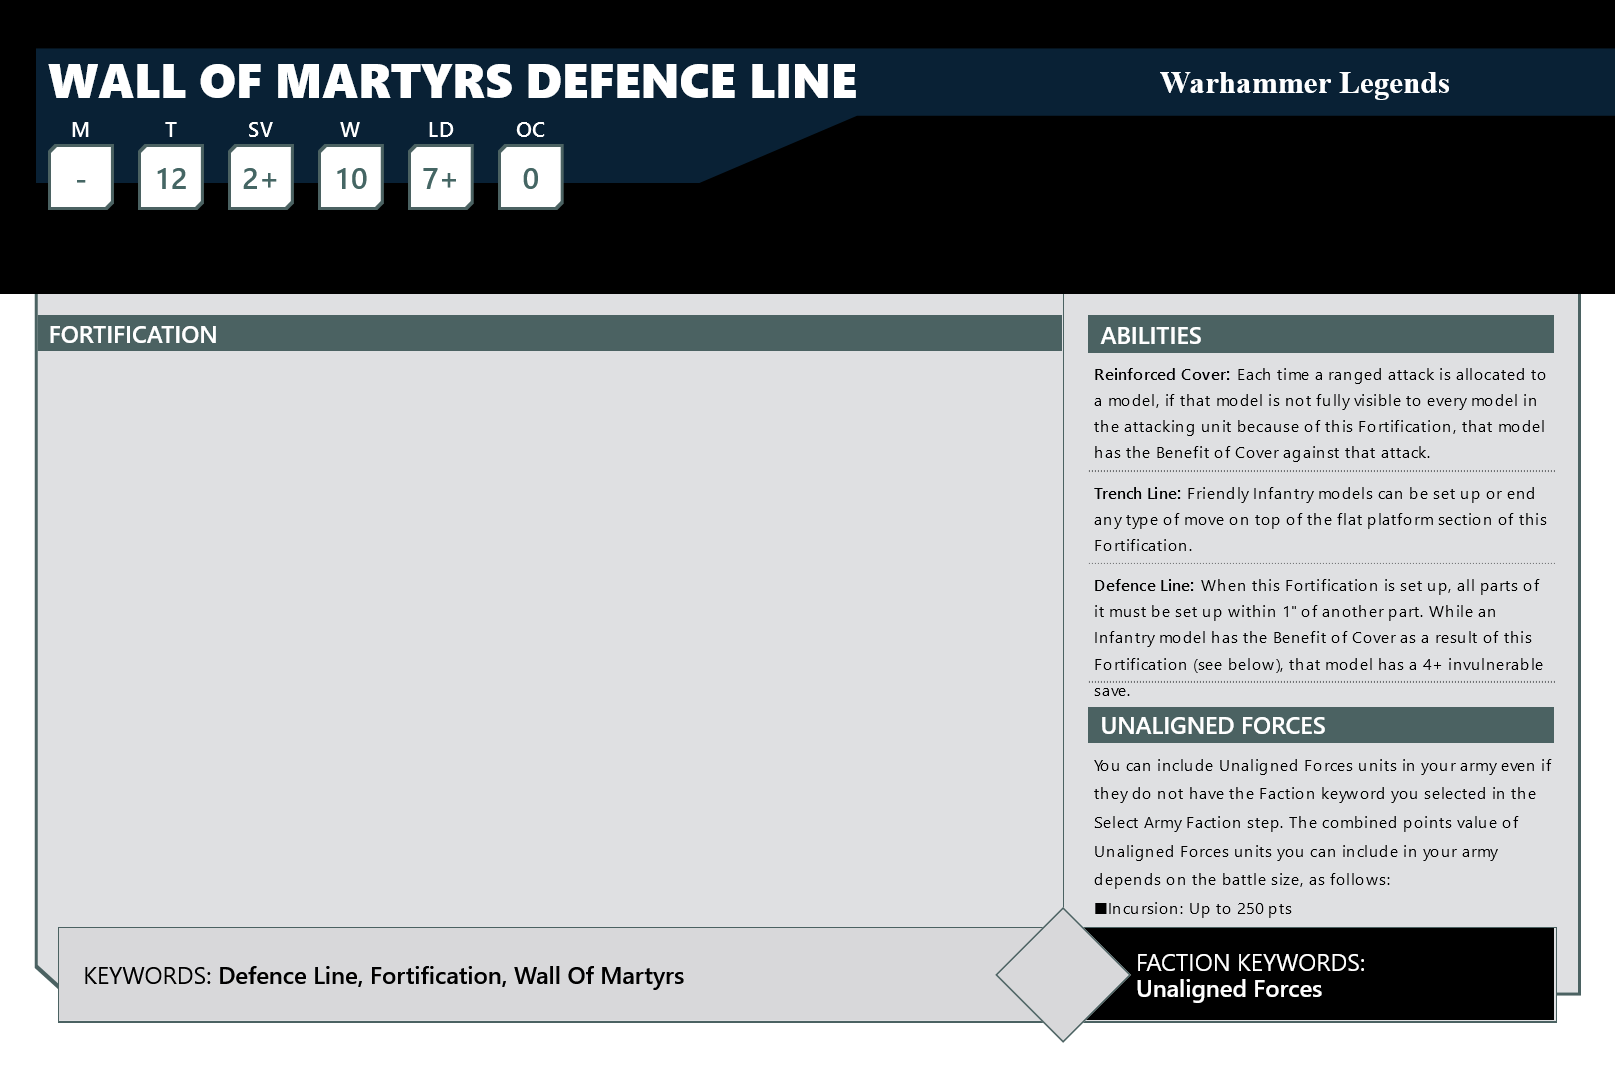 WALL OF MARTYRS DEFENCE LINE
Warhammer Legends
M T SV W LD OC
- 12 2+ 10 7+ 0
FORTIFICATION
ABILITIES
Reinforced Cover: Each time a ranged attack is allocated to
a model, if that model is not fully visible to every model in
the attacking unit because of this Fortification, that model
has the Benefit of Cover against that attack.
Trench Line: Friendly Infantry models can be set up or end
any type of move on top of the flat platform section of this
Fortification.
Defence Line: When this Fortification is set up, all parts of
it must be set up within 1" of another part. While an
Infantry model has the Benefit of Cover as a result of this
Fortification (see below), that model has a 4+ invulnerable
save.
UNALIGNED FORCES
You can include Unaligned Forces units in your army even if
they do not have the Faction keyword you selected in the
Select Army Faction step. The combined points value of
Unaligned Forces units you can include in your army
depends on the battle size, as follows:
■Incursion: Up to 250 pts
KEYWORDS: Defence Line, Fortification, Wall Of Martyrs
FACTION KEYWORDS:
Unaligned Forces